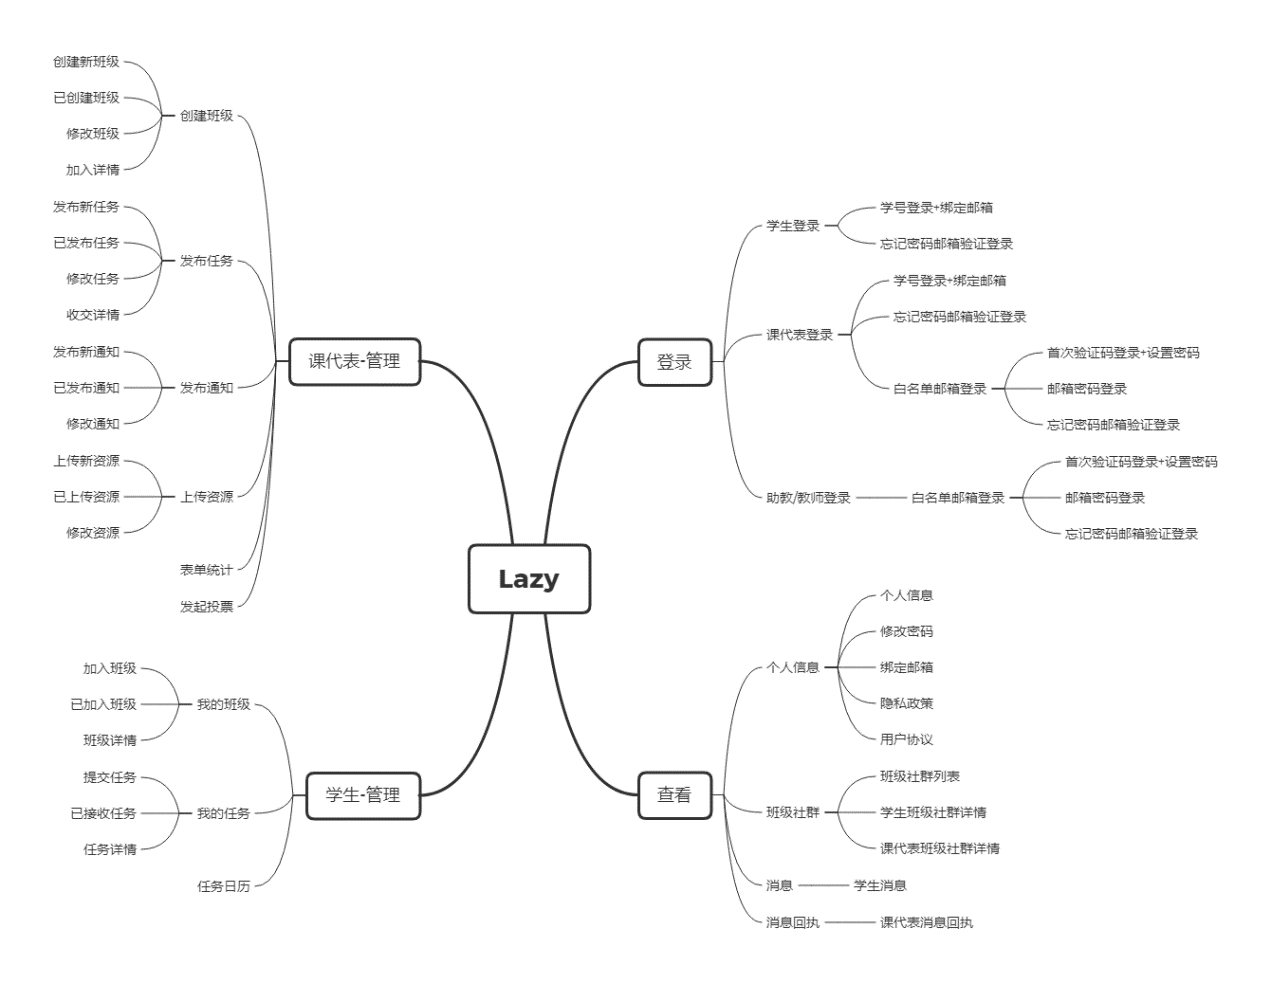 创建新班级
已创建班级
修改班级
加入详情
创建班级
发布新任务
已发布任务
修改任务
收交详情
发布任务
发布新通知
已发布通知
修改通知
发布通知
上传新资源
已上传资源
修改资源
上传资源
表单统计
发起投票
课代表-管理
登录
学生登录
学号登录+绑定邮箱
忘记密码邮箱验证登录
课代表登录
学号登录+绑定邮箱
忘记密码邮箱验证登录
白名单邮箱登录
首次验证码登录+设置密码
邮箱密码登录
忘记密码邮箱验证登录
助教/教师登录
白名单邮箱登录
首次验证码登录+设置密码
邮箱密码登录
忘记密码邮箱验证登录
Lazy
加入班级
已加入班级
班级详情
我的班级
提交任务
已接收任务
任务详情
我的任务
任务日历
学生-管理
查看
个人信息
个人信息
修改密码
绑定邮箱
隐私政策
用户协议
班级社群
班级社群列表
学生班级社群详情
课代表班级社群详情
消息
学生消息
消息回执
课代表消息回执